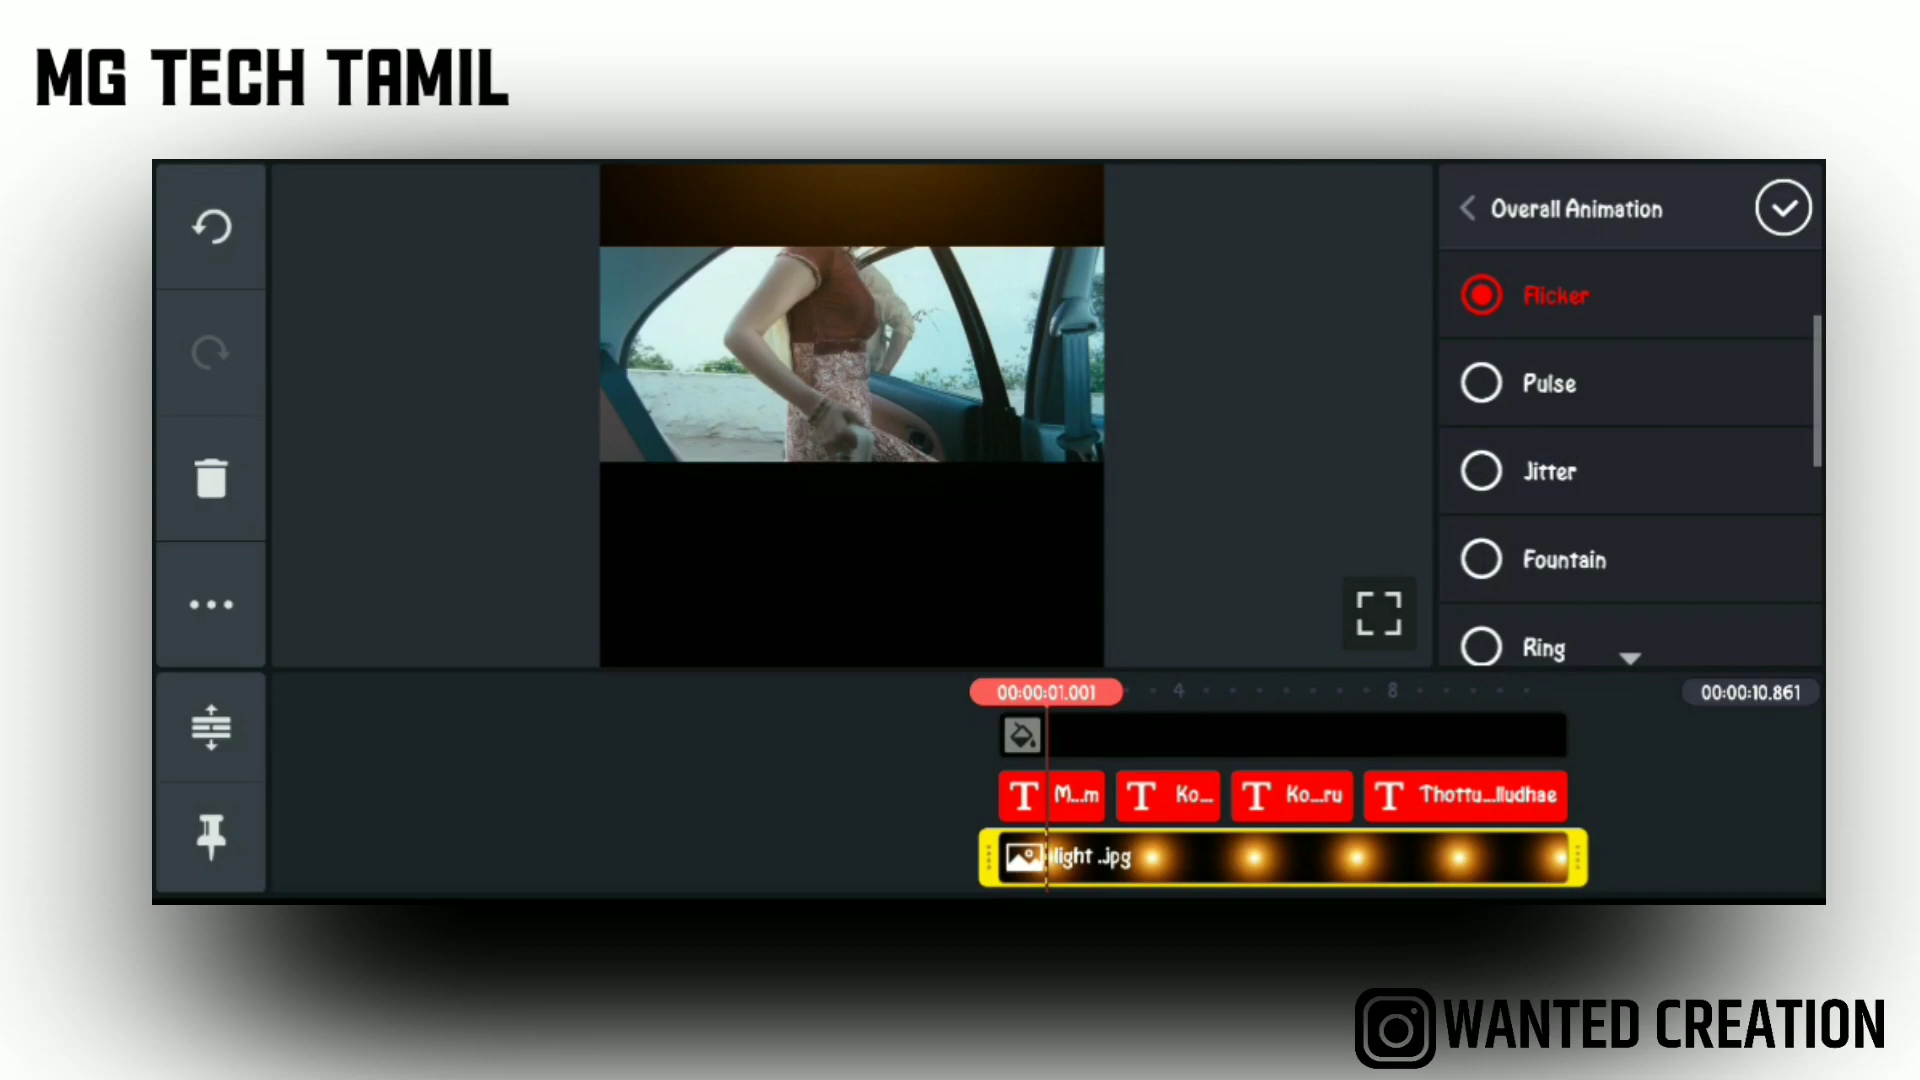 MG TECH TAMIL
Overall Animation
Flicker
Pulse
Jitter
Fountain
Ring
00:00:01.001
4
8
00:00:10.861
M...m
Ko...
Ko...ru
Thottu...lludhae
light .jpg
WANTED CREATION